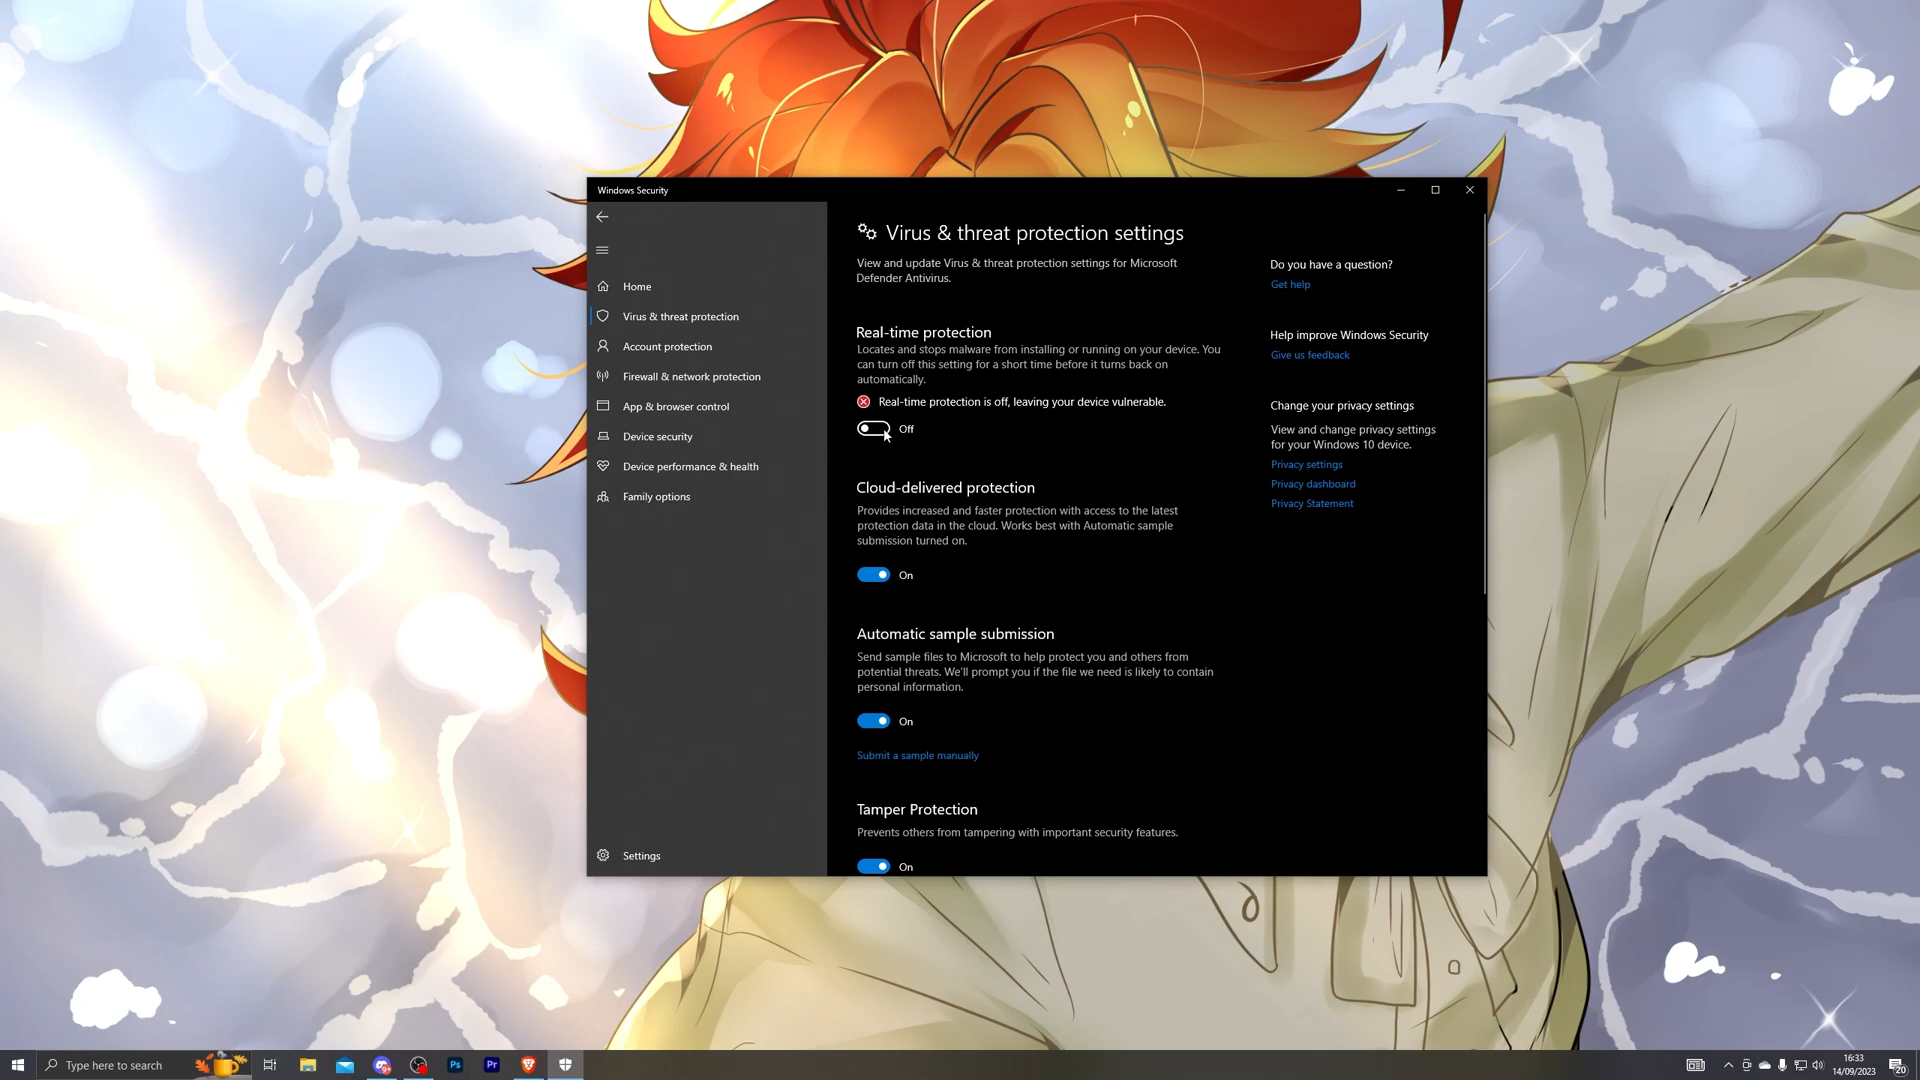 Windows Security
Home
Virus & threat protection
Account protection
Firewall & network protection
App & browser control
Device security
Device performance & health
Family options
Settings
Virus & threat protection settings
View and update Virus & threat protection settings for Microsoft
Defender Antivirus.
Real-time protection
Locates and stops malware from installing or running on your device. You
can turn off this setting for a short time before it turns back on
automatically.
Real-time protection is off, leaving your device vulnerable.
Off
Cloud-delivered protection
Provides increased and faster protection with access to the latest
protection data in the cloud. Works best with Automatic sample
submission turned on.
On
Automatic sample submission
Send sample files to Microsoft to help protect you and others from
potential threats. We'll prompt you if the file we need is likely to contain
personal information.
On
Submit a sample manually
Tamper Protection
Prevents others from tampering with important security features.
On
Do you have a question?
Get help
Help improve Windows Security
Give us feedback
Change your privacy settings
View and change privacy settings
for your Windows 10 device.
Privacy settings
Privacy dashboard
Privacy Statement
Type here to search
Ps
Pr
16:33
14/09/2023
20